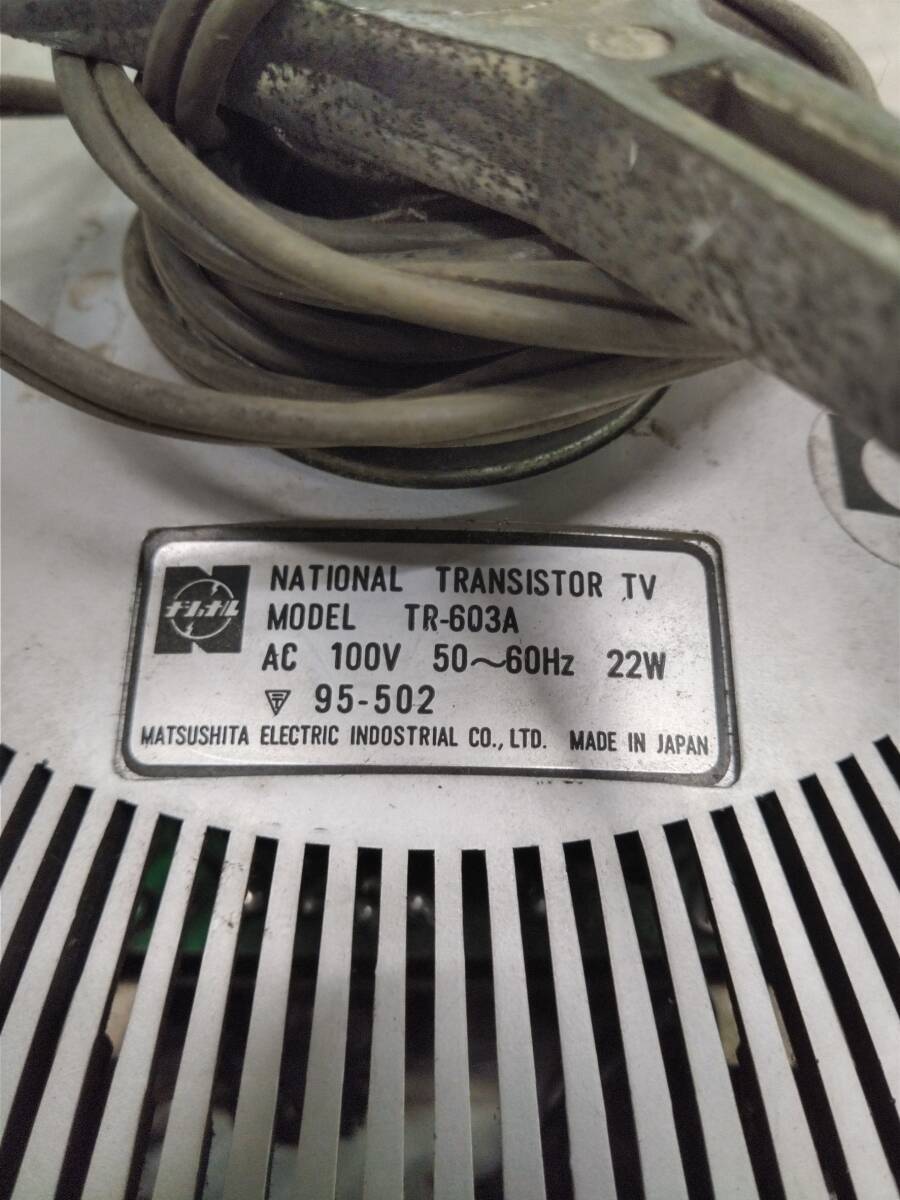 ナショナル
NATIONAL TRANSISTOR TV
MODEL TR-603A
AC 100V 50〜60Hz 22W
〒 95-502
MATSUSHITA ELECTRIC INDOSTRIAL CO., LTD. MADE IN JAPAN